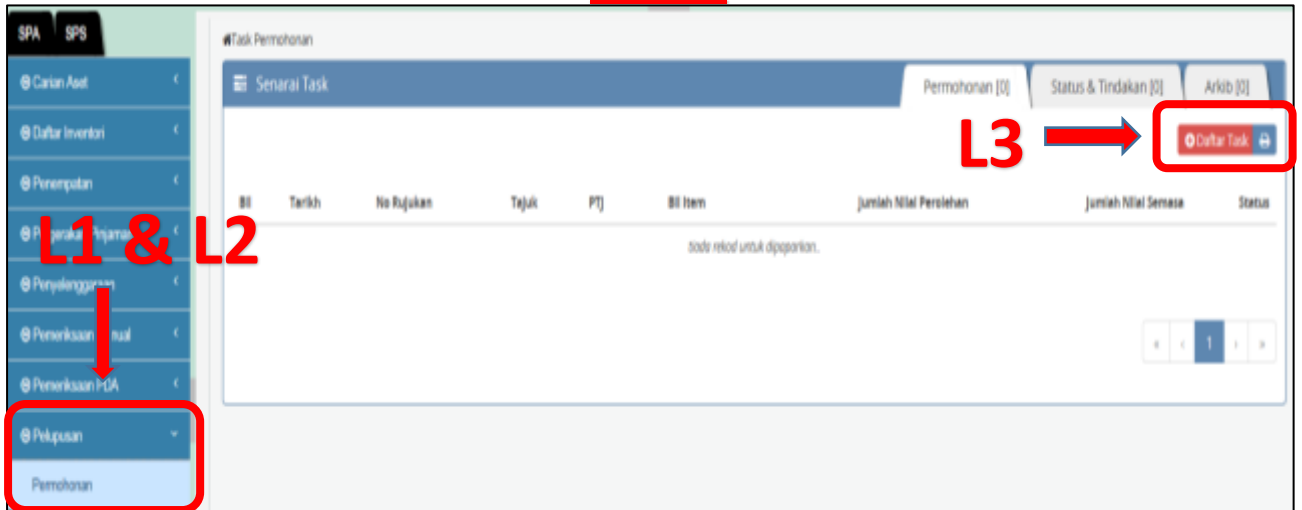 SPA SPS
Task Permohonan
Carian Aset
Senarai Task
Permohonan [0]
Status & Tindakan [0]
Arkib [0]
Daftar Inventori
L3
Daftar Task
Penempatan
Bil Tarikh No Rujukan Tajuk PTJ Bil Item Jumlah Nilai Perolehan Jumlah Nilai Semasa Status
L1 & L2
tiada rekod untuk dipaparkan..
Penyelenggaraan
Pemeriksaan
« ‹ 1 › »
Pemeriksaan PDA
Pelupusan
Permohonan